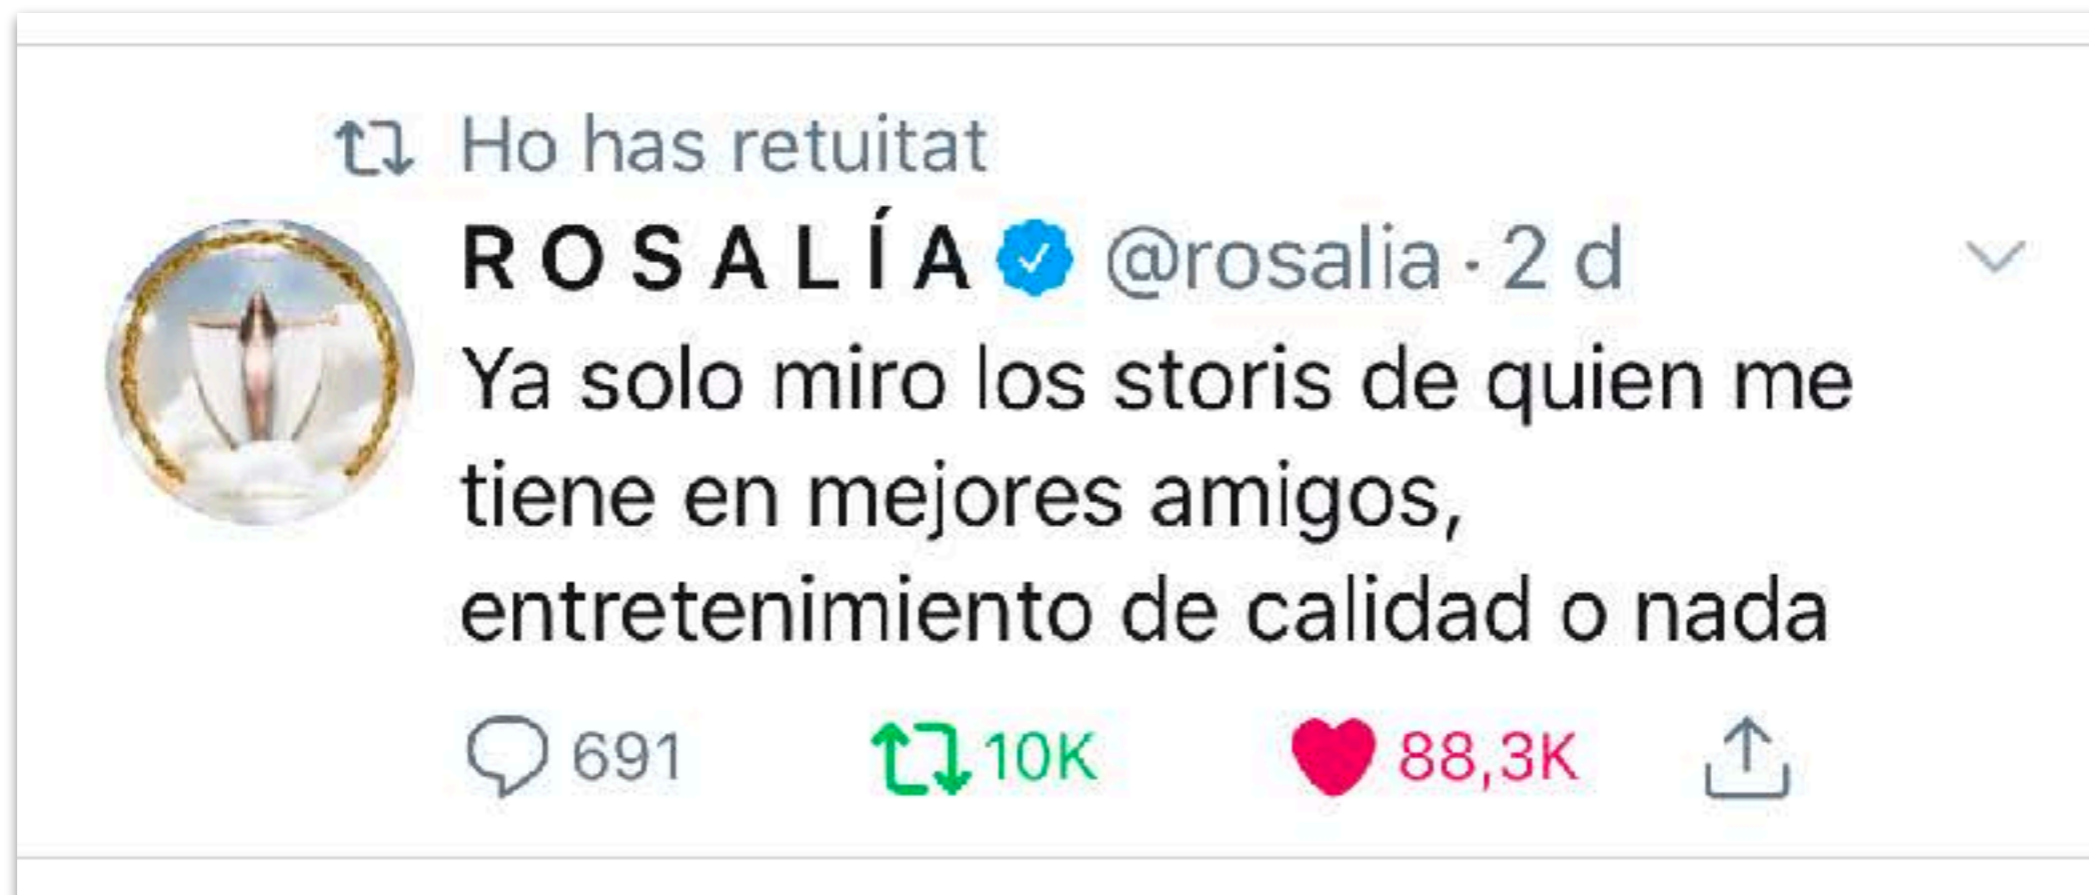 Ho has retuitat
R O S A L Í A @rosalia · 2 d
Ya solo miro los storis de quien me
tiene en mejores amigos,
entretenimiento de calidad o nada
691 10K 88,3K